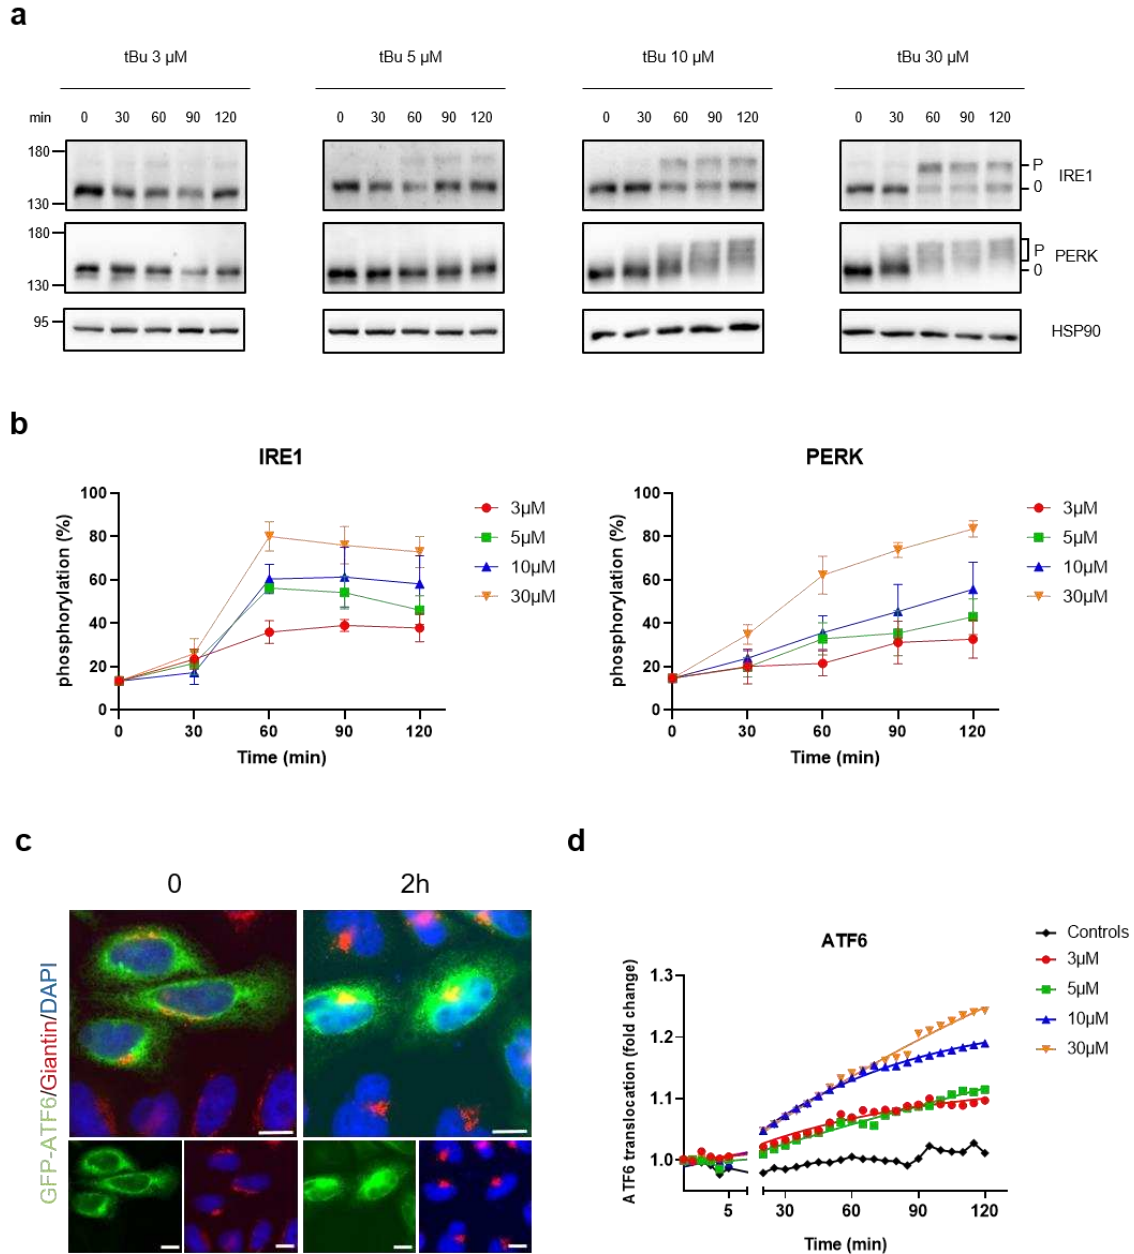 a
tBu 3 µM
tBu 5 µM
tBu 10 µM
tBu 30 µM
min 0 30 60 90 120 0 30 60 90 120 0 30 60 90 120 0 30 60 90 120
180
130
P
0
IRE1
180
130
P
0
PERK
95
HSP90
b
IRE1
phosphorylation (%)
100
80
60
40
20
0
0 30 60 90 120
Time (min)
3µM
5µM
10µM
30µM
PERK
phosphorylation (%)
100
80
60
40
20
0
0 30 60 90 120
Time (min)
3µM
5µM
10µM
30µM
c
0 2h
GFP-ATF6/Giantin/DAPI
d
ATF6
ATF6 translocation (fold change)
1.3
1.2
1.1
1.0
5 30 60 90 120
Time (min)
Controls
3µM
5µM
10µM
30µM